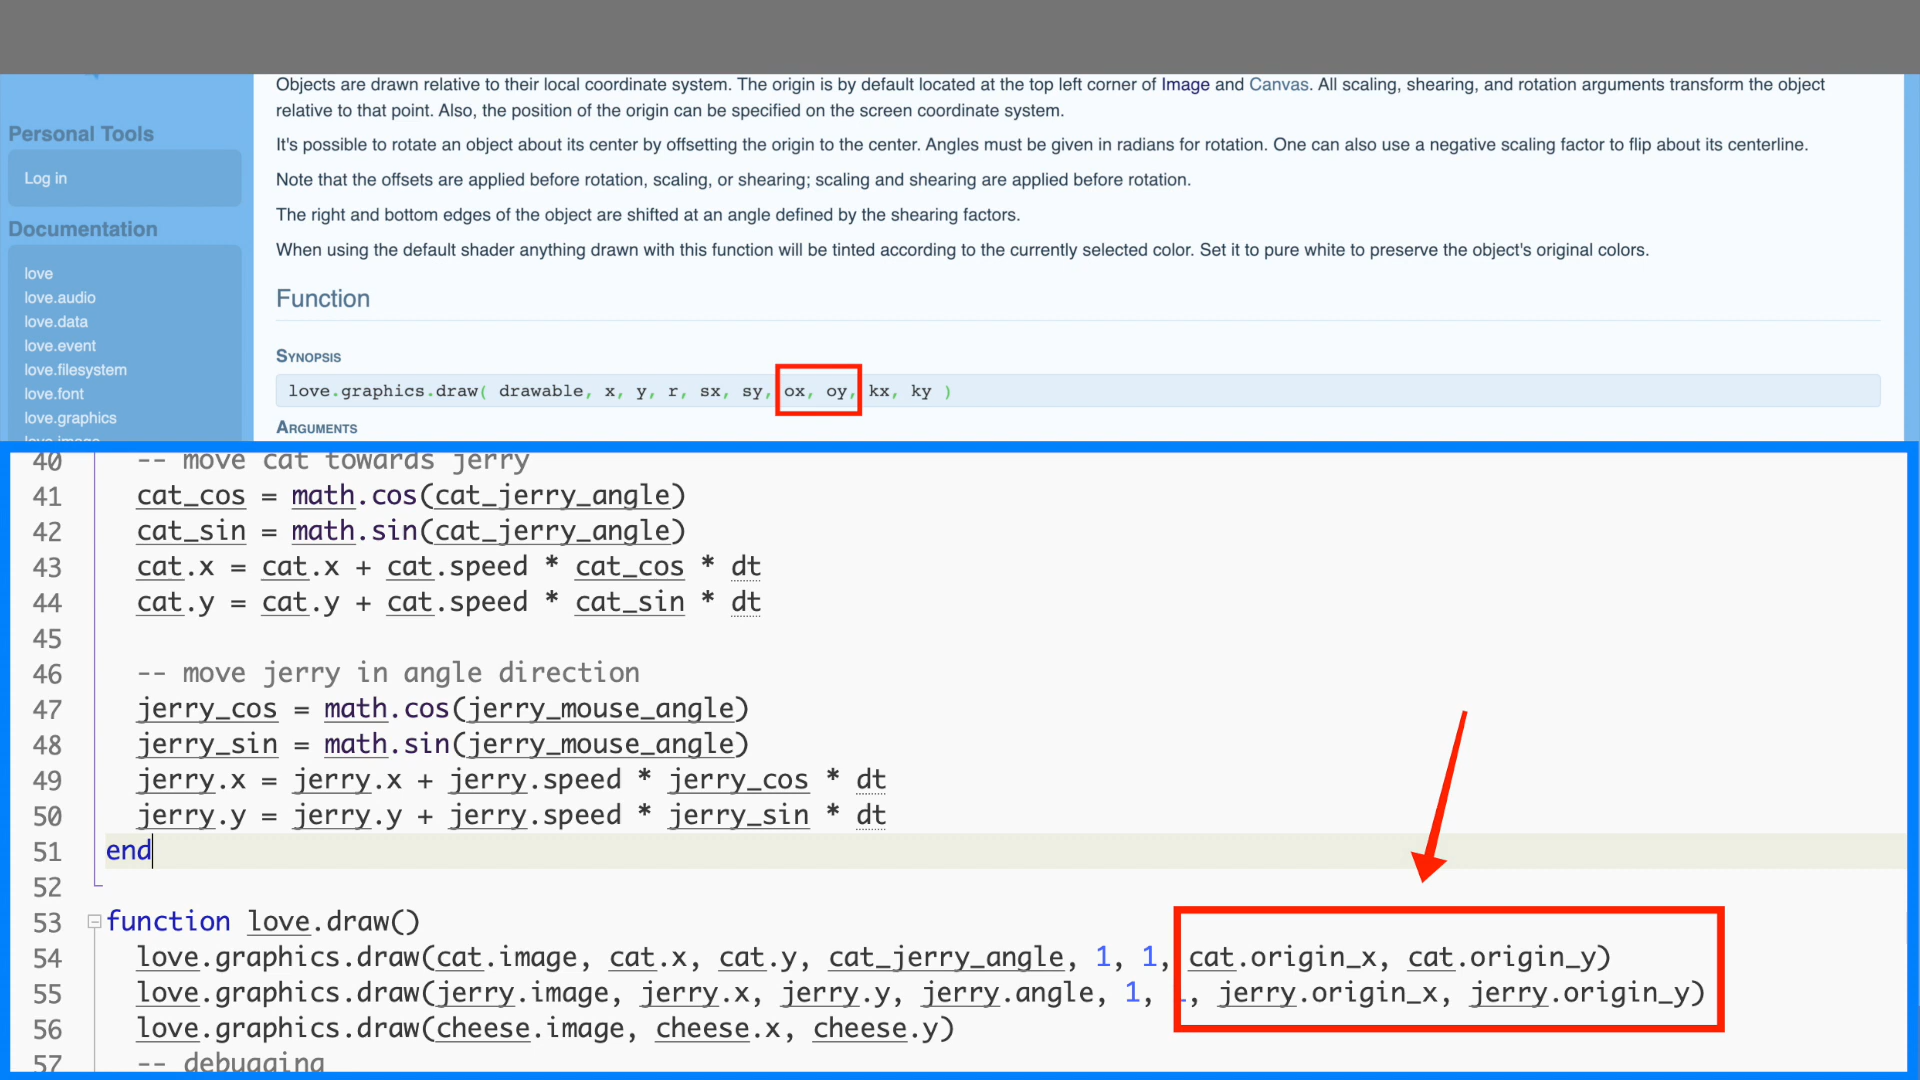 Objects are drawn relative to their local coordinate system. The origin is by default located at the top left corner of Image and Canvas. All scaling, shearing, and rotation arguments transform the object
relative to that point. Also, the position of the origin can be specified on the screen coordinate system.
It's possible to rotate an object about its center by offsetting the origin to the center. Angles must be given in radians for rotation. One can also use a negative scaling factor to flip about its centerline.
Note that the offsets are applied before rotation, scaling, or shearing; scaling and shearing are applied before rotation.
The right and bottom edges of the object are shifted at an angle defined by the shearing factors.
When using the default shader anything drawn with this function will be tinted according to the currently selected color. Set it to pure white to preserve the object's original colors.
Function
SYNOPSIS
love.graphics.draw( drawable, x, y, r, sx, sy, ox, oy, kx, ky )
ARGUMENTS
Personal Tools
Log in
Documentation
love
love.audio
love.data
love.event
love.filesystem
love.font
love.graphics
love.image
40 -- move cat towards jerry
41 cat_cos = math.cos(cat_jerry_angle)
42 cat_sin = math.sin(cat_jerry_angle)
43 cat.x = cat.x + cat.speed * cat_cos * dt
44 cat.y = cat.y + cat.speed * cat_sin * dt
45
46 -- move jerry in angle direction
47 jerry_cos = math.cos(jerry_mouse_angle)
48 jerry_sin = math.sin(jerry_mouse_angle)
49 jerry.x = jerry.x + jerry.speed * jerry_cos * dt
50 jerry.y = jerry.y + jerry.speed * jerry_sin * dt
51 end
52
53 function love.draw()
54 love.graphics.draw(cat.image, cat.x, cat.y, cat_jerry_angle, 1, 1, cat.origin_x, cat.origin_y)
55 love.graphics.draw(jerry.image, jerry.x, jerry.y, jerry.angle, 1, 1, jerry.origin_x, jerry.origin_y)
56 love.graphics.draw(cheese.image, cheese.x, cheese.y)
57 -- debugging